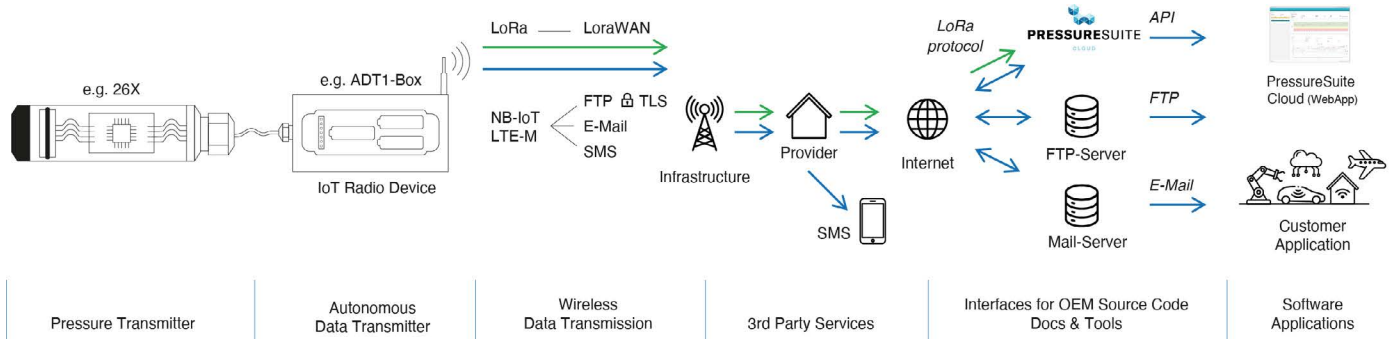 e.g. 26X
e.g. ADT1-Box
IoT Radio Device
LoRa LoraWAN
NB-IoT
LTE-M
FTP TLS
E-Mail
SMS
Infrastructure
Provider
SMS
Internet
LoRa
protocol
PRESSURESUITE
CLOUD
API
PressureSuite
Cloud (WebApp)
FTP
FTP-Server
E-Mail
Mail-Server
Customer
Application
Pressure Transmitter
Autonomous
Data Transmitter
Wireless
Data Transmission
3rd Party Services
Interfaces for OEM Source Code
Docs & Tools
Software
Applications